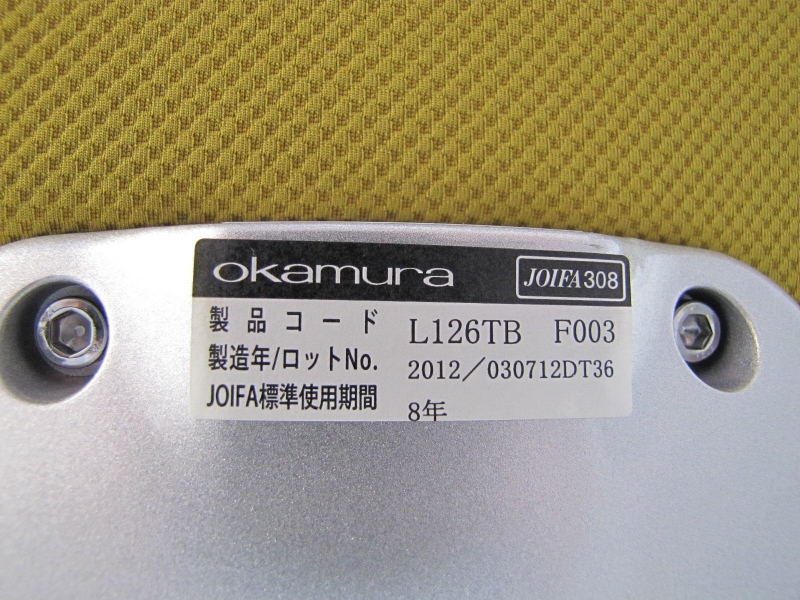 okamura JOIFA308
製品コード L126TB F003
製造年/ロットNo. 2012／030712DT36
JOIFA標準使用期間 8年